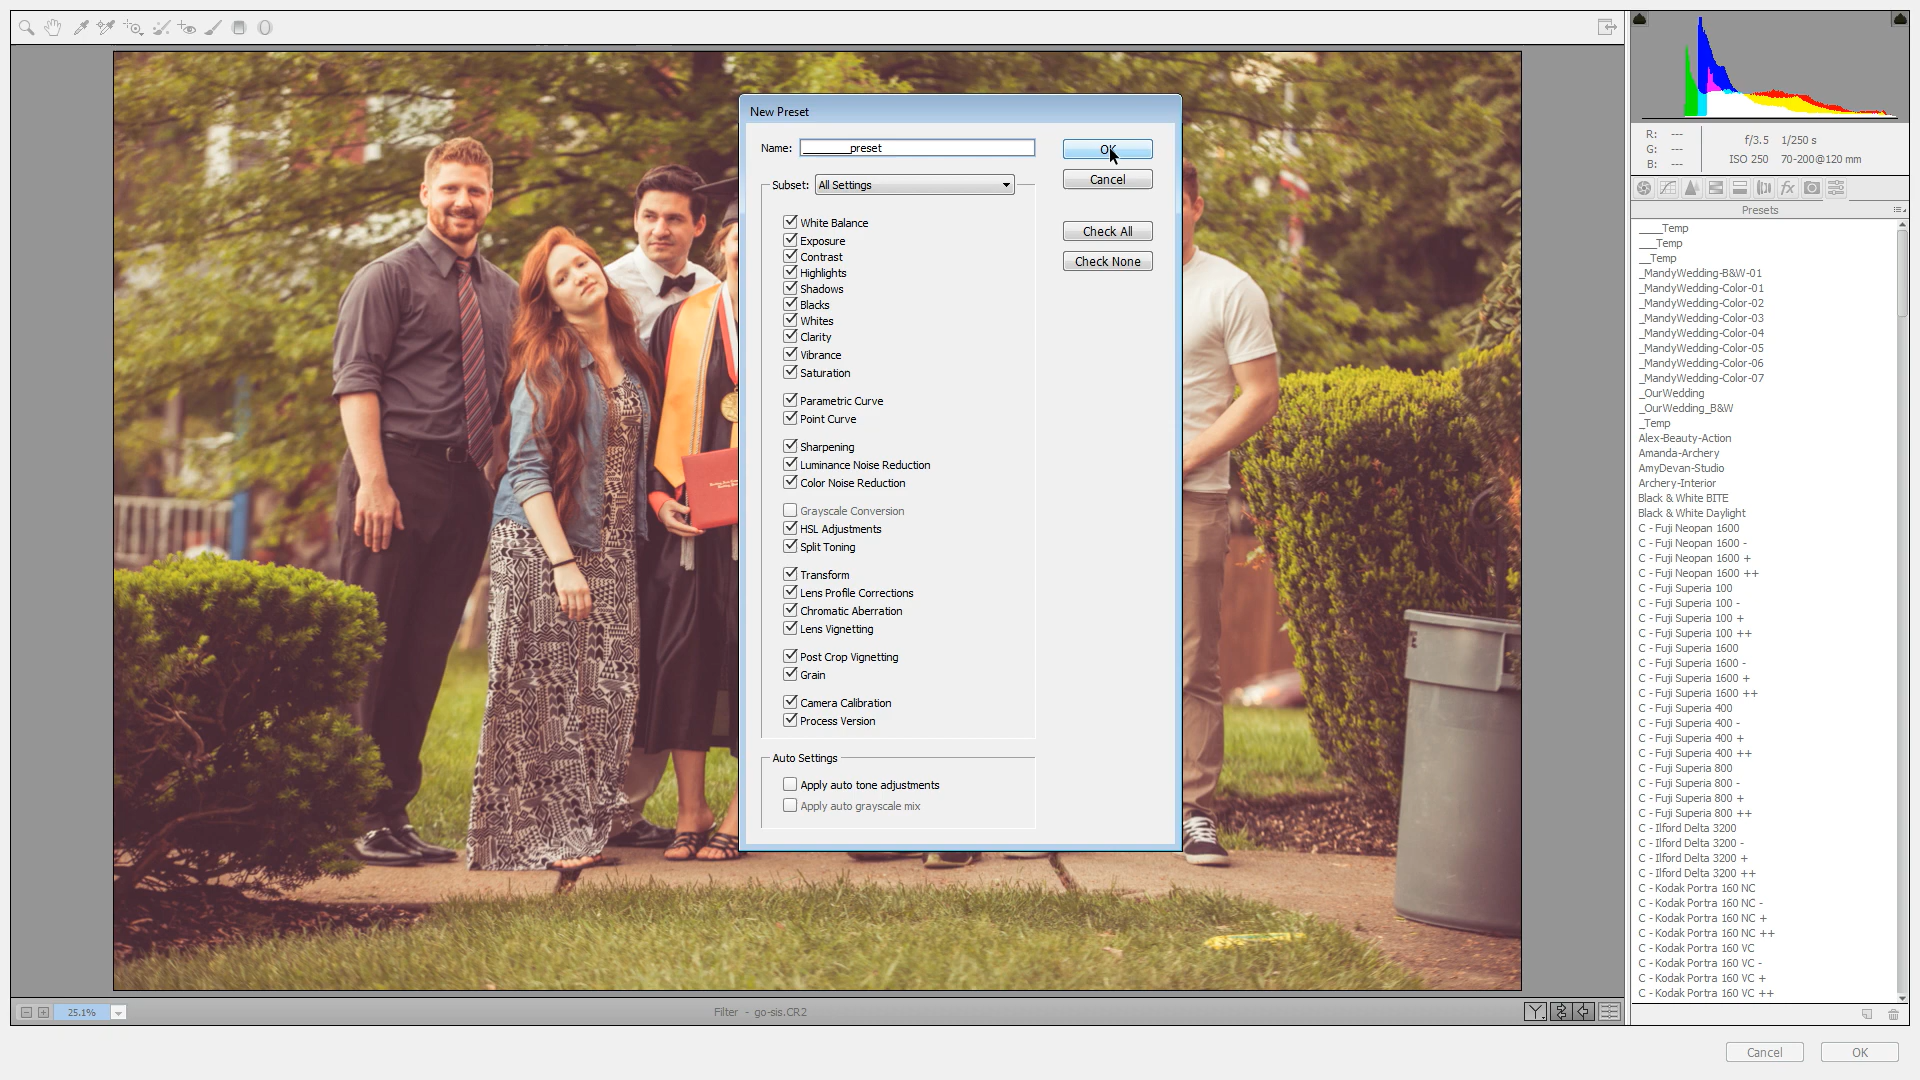 R: ---
G: ---
B: ---
f/3.5 1/250 s
ISO 250 70-200@120 mm
Presets
____Temp
___Temp
__Temp
_MandyWedding-B&W-01
_MandyWedding-Color-01
_MandyWedding-Color-02
_MandyWedding-Color-03
_MandyWedding-Color-04
_MandyWedding-Color-05
_MandyWedding-Color-06
_MandyWedding-Color-07
_OurWedding
_OurWedding_B&W
_Temp
Alex-Beauty-Action
Amanda-Archery
AmyDevan-Studio
Archery-Interior
Black & White BITE
Black & White Daylight
C - Fuji Neopan 1600
C - Fuji Neopan 1600 -
C - Fuji Neopan 1600 +
C - Fuji Neopan 1600 ++
C - Fuji Superia 100
C - Fuji Superia 100 -
C - Fuji Superia 100 +
C - Fuji Superia 100 ++
C - Fuji Superia 1600
C - Fuji Superia 1600 -
C - Fuji Superia 1600 +
C - Fuji Superia 1600 ++
C - Fuji Superia 400
C - Fuji Superia 400 -
C - Fuji Superia 400 +
C - Fuji Superia 400 ++
C - Fuji Superia 800
C - Fuji Superia 800 -
C - Fuji Superia 800 +
C - Fuji Superia 800 ++
C - Ilford Delta 3200
C - Ilford Delta 3200 -
C - Ilford Delta 3200 +
C - Ilford Delta 3200 ++
C - Kodak Portra 160 NC
C - Kodak Portra 160 NC -
C - Kodak Portra 160 NC +
C - Kodak Portra 160 NC ++
C - Kodak Portra 160 VC
C - Kodak Portra 160 VC -
C - Kodak Portra 160 VC +
C - Kodak Portra 160 VC ++
New Preset
Name: ________preset
OK
Cancel
Check All
Check None
Subset: All Settings
White Balance
Exposure
Contrast
Highlights
Shadows
Blacks
Whites
Clarity
Vibrance
Saturation
Parametric Curve
Point Curve
Sharpening
Luminance Noise Reduction
Color Noise Reduction
Grayscale Conversion
HSL Adjustments
Split Toning
Transform
Lens Profile Corrections
Chromatic Aberration
Lens Vignetting
Post Crop Vignetting
Grain
Camera Calibration
Process Version
Auto Settings
Apply auto tone adjustments
Apply auto grayscale mix
25.1%
Filter - go-sis.CR2
Cancel
OK